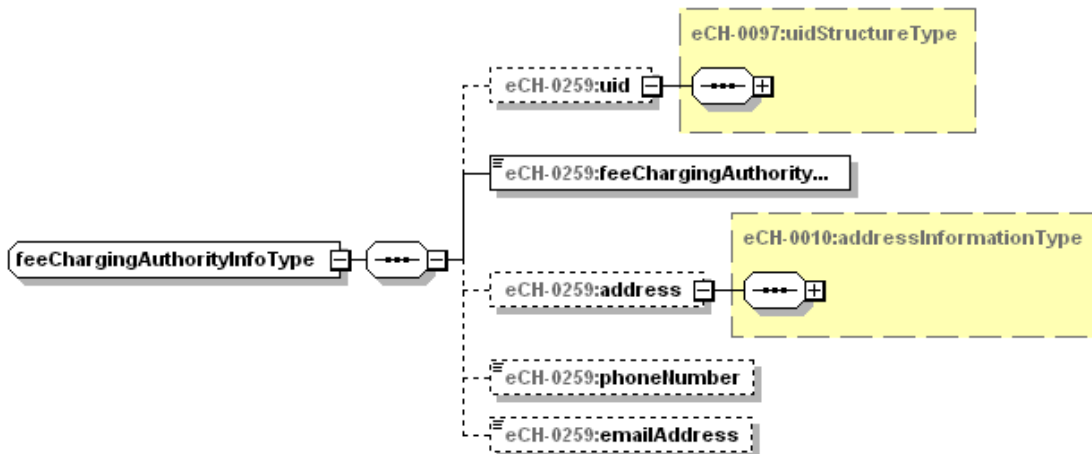 eCH-0097:uidStructureType
eCH-0259:uid
eCH-0259:feeChargingAuthority...
feeChargingAuthorityInfoType
eCH-0010:addressInformationType
eCH-0259:address
eCH-0259:phoneNumber
eCH-0259:emailAddress